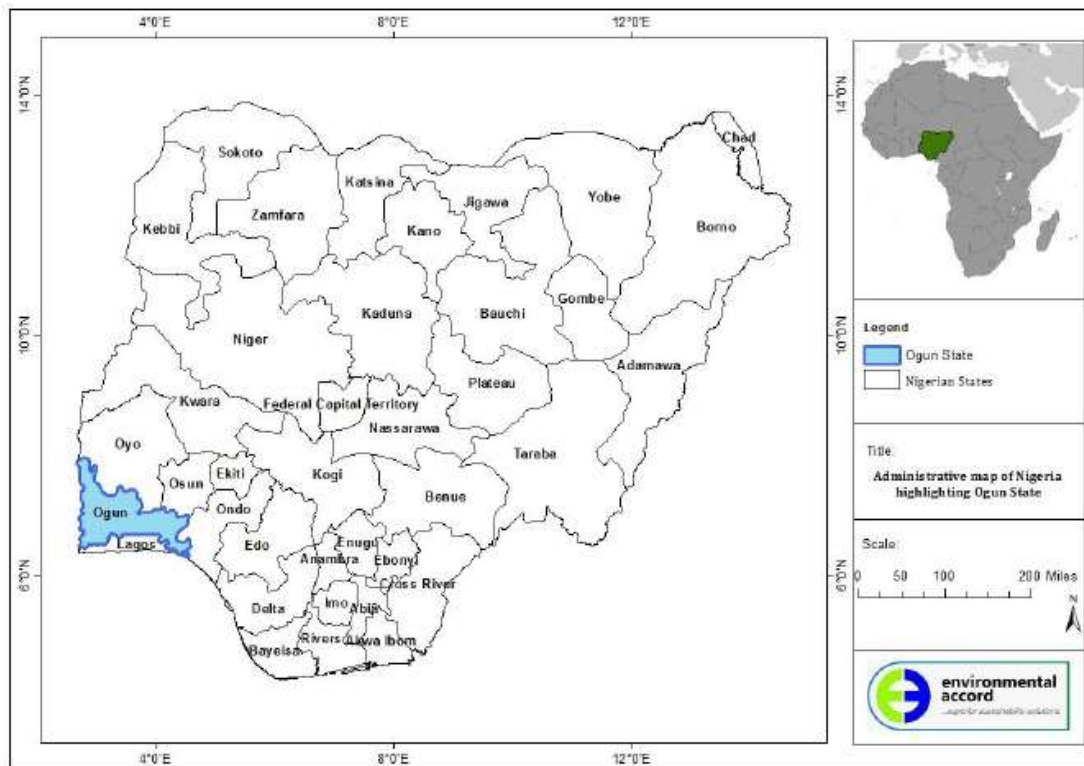 4°0'E 8°0'E 12°0'E
14°0'N 14°0'N
Chad
Sokoto
Katsina
Yobe
Jigawa
Zamfara
Kebbi
Kano
Borno
Gombe
Kaduna
Bauchi
10°0'N 10°0'N
Niger
Adamawa
Plateau
Kwara
Federal Capital Territory
Nassarawa
Oyo
Taraba
Kogi
Ekiti
Osun
Benue
Ogun
Ondo
Lagos
Edo
Enugu
Anambra
Ebony
6°0'N 6°0'N
Cross River
Delta
Imo
Abia
Rivers
Akwa Ibom
Bayelsa
4°0'E 8°0'E 12°0'E
Legend
Ogun State
Nigerian States
Title:
Administrative map of Nigeria
highlighting Ogun State
Scale:
0 50 100 200 Miles
N
environmental
accord
...superior sustainability solutions